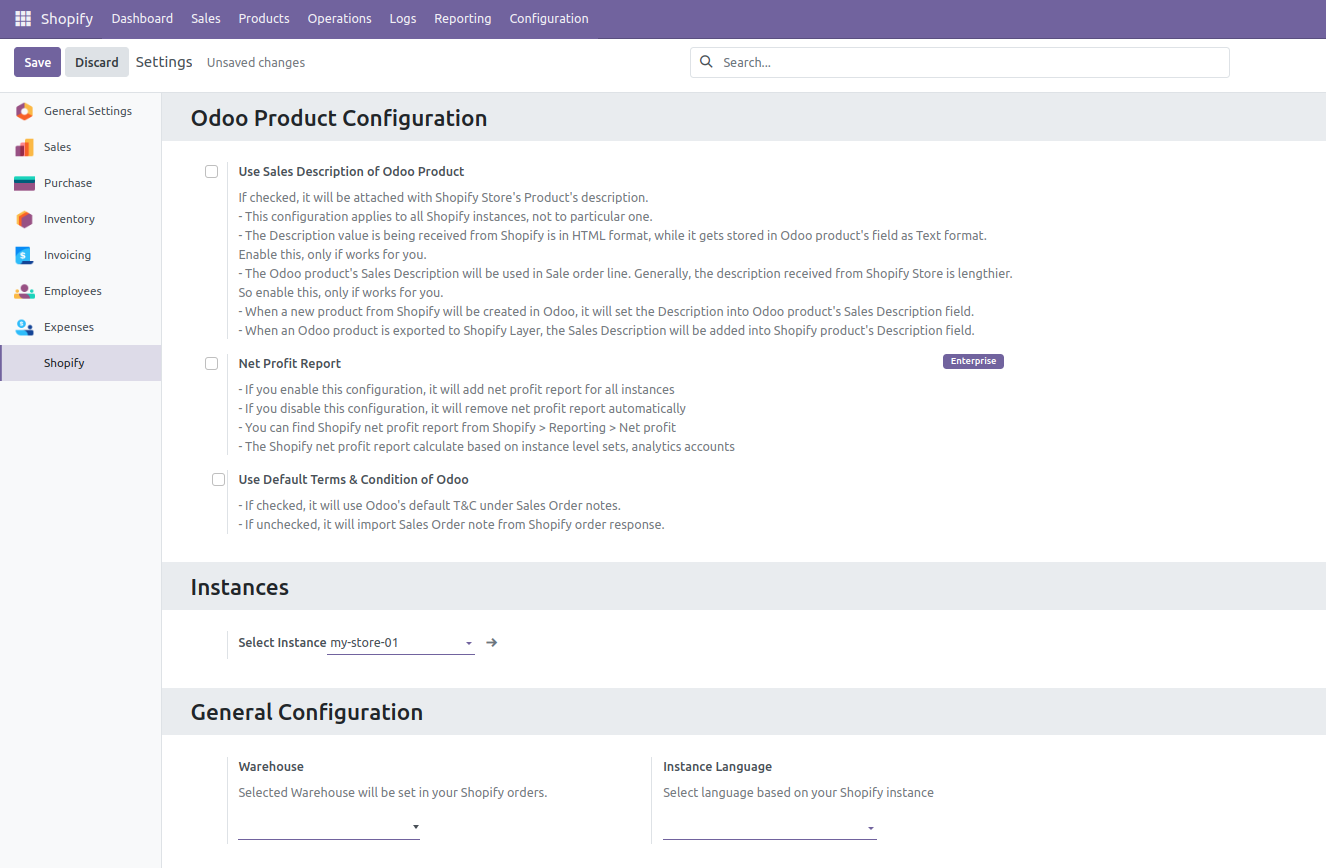 Shopify Dashboard Sales Products Operations Logs Reporting Configuration
Save Discard Settings Unsaved changes Search...
General Settings
Sales
Purchase
Inventory
Invoicing
Employees
Expenses
Shopify
Odoo Product Configuration
Use Sales Description of Odoo Product
If checked, it will be attached with Shopify Store's Product's description.
- This configuration applies to all Shopify instances, not to particular one.
- The Description value is being received from Shopify is in HTML format, while it gets stored in Odoo product's field as Text format.
Enable this, only if works for you.
- The Odoo product's Sales Description will be used in Sale order line. Generally, the description received from Shopify Store is lengthier.
So enable this, only if works for you.
- When a new product from Shopify will be created in Odoo, it will set the Description into Odoo product's Sales Description field.
- When an Odoo product is exported to Shopify Layer, the Sales Description will be added into Shopify product's Description field.
Net Profit Report Enterprise
- If you enable this configuration, it will add net profit report for all instances
- If you disable this configuration, it will remove net profit report automatically
- You can find Shopify net profit report from Shopify > Reporting > Net profit
- The Shopify net profit report calculate based on instance level sets, analytics accounts
Use Default Terms & Condition of Odoo
- If checked, it will use Odoo's default T&C under Sales Order notes.
- If unchecked, it will import Sales Order note from Shopify order response.
Instances
Select Instance my-store-01
General Configuration
Warehouse
Selected Warehouse will be set in your Shopify orders.
Instance Language
Select language based on your Shopify instance